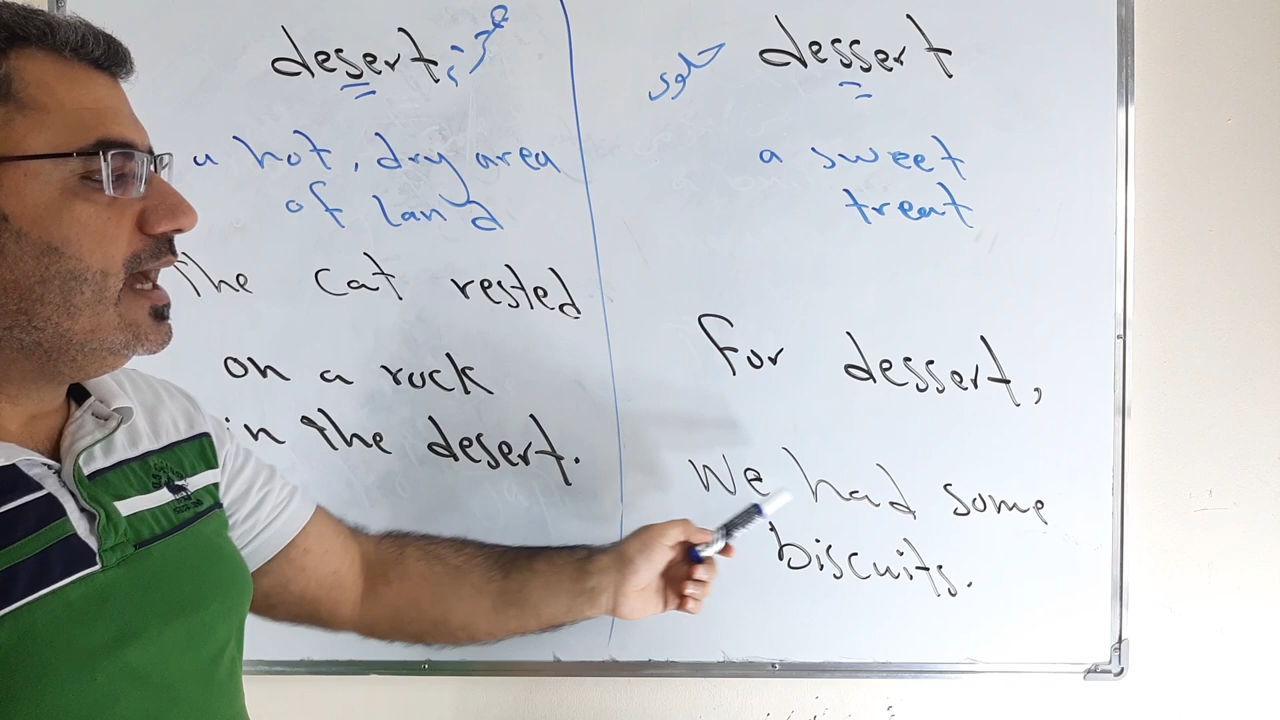 desert
a hot, dry area
of land
The cat rested
on a rock
in the desert.
dessert حلوى
a sweet
treat
For dessert,
we had some
biscuits.